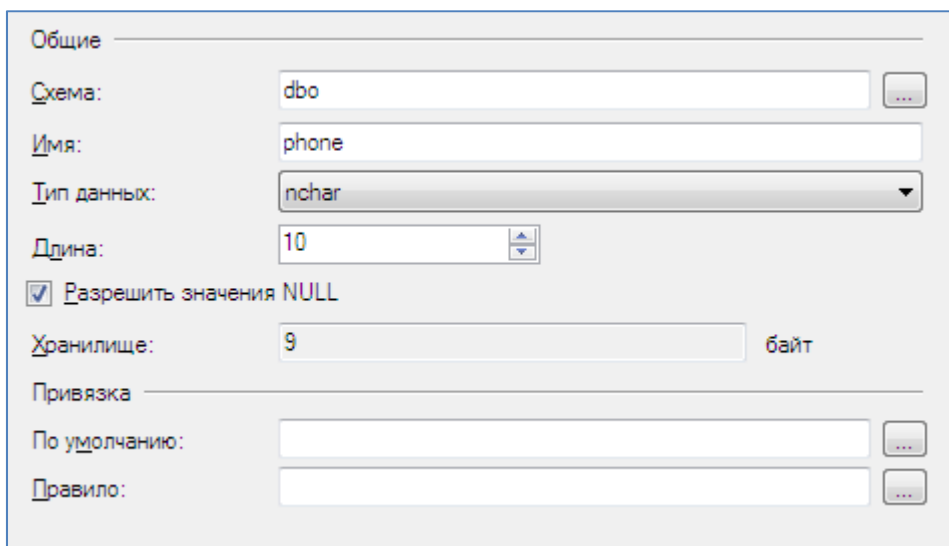 Общие
Схема: dbo ...
Имя: phone
Тип данных: nchar
Длина: 10
Разрешить значения NULL
Хранилище: 9 байт
Привязка
По умолчанию: ...
Правило: ...